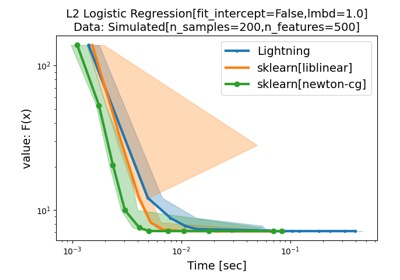 L2 Logistic Regression[fit_intercept=False,lmbd=1.0]
Data: Simulated[n_samples=200,n_features=500]
Lightning
sklearn[liblinear]
sklearn[newton-cg]
value: F(x)
10²
10¹
10⁻³
10⁻²
10⁻¹
Time [sec]